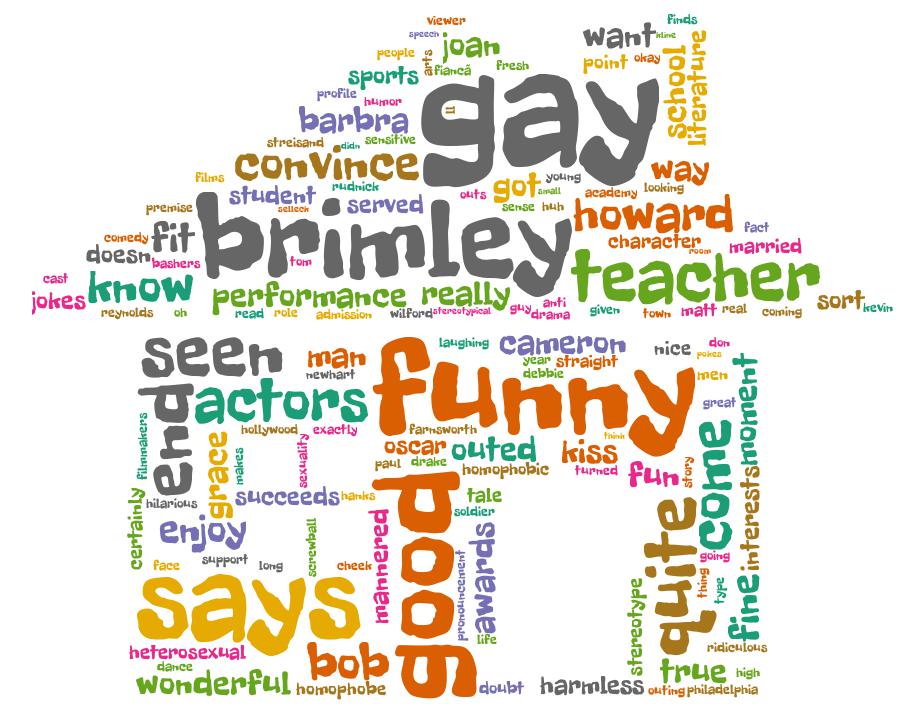 viewer
finds
speech
joan
want
kline
people
arts
point
okay
school
literature
sports
fiancã
fresh
profile
humor
gay
barbra
streisand
didn
sensitive
convince
films
rudnick
young
way
student
outs
got
small
academy
looking
premise
selleck
served
sense
huh
howard
fact
comedy
fit
brimley
character
room
married
doesn
bashers
tom
teacher
cast
know
jokes
performance
really
sort
kevin
reynolds
oh
read
role
admission
wilford
stereotypical
guy
anti
drama
given
town
matt
real
coming
seen
man
newhart
funny
laughing
cameron
nice
don
pokes
year
straight
debbie
men
moment
end
actors
great
filmmakers
hollywood
exactly
farnsworth
think
oscar
outed
kiss
come
grace
makes
sexuality
paul
drake
homophobic
turned
fun
story
interests
certainly
hilarious
succeeds
hanks
good
tale
soldier
quite
enjoy
mannered
awards
screwball
pronouncement
face
support
long
cheek
going
thing
type
fine
says
life
stereotype
heterosexual
dance
bob
ridiculous
wonderful
homophobe
doubt
harmless
true
high
outing
philadelphia